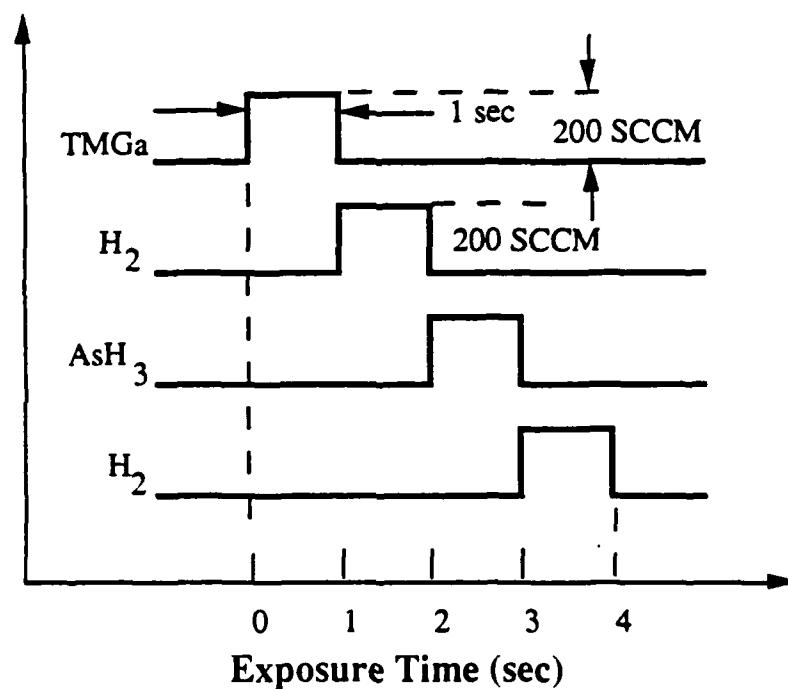 1 sec
200 SCCM
TMGa
H2
200 SCCM
AsH3
H2
0 1 2 3 4
Exposure Time (sec)